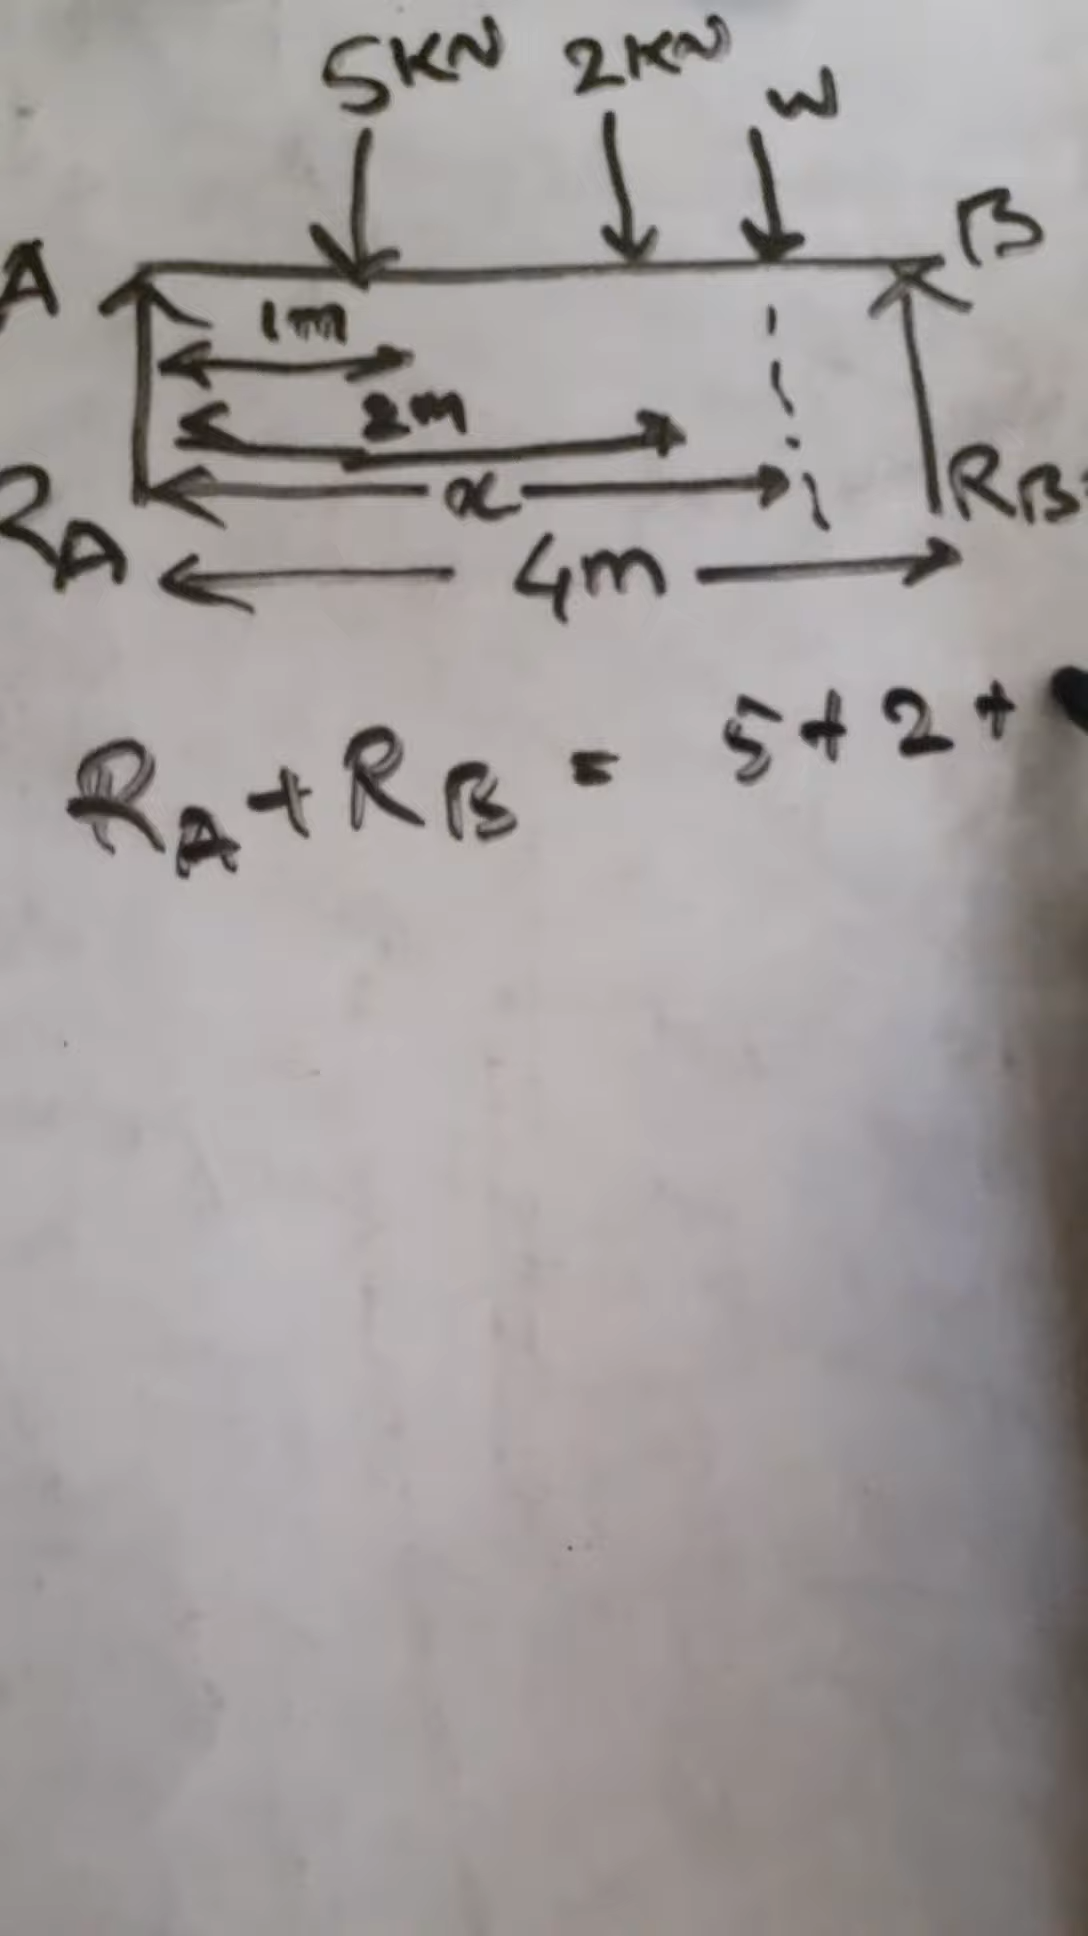 5KN 2KN W
A B
1m
2m
x
RA RB
4m
RA + RB = 5 + 2 +